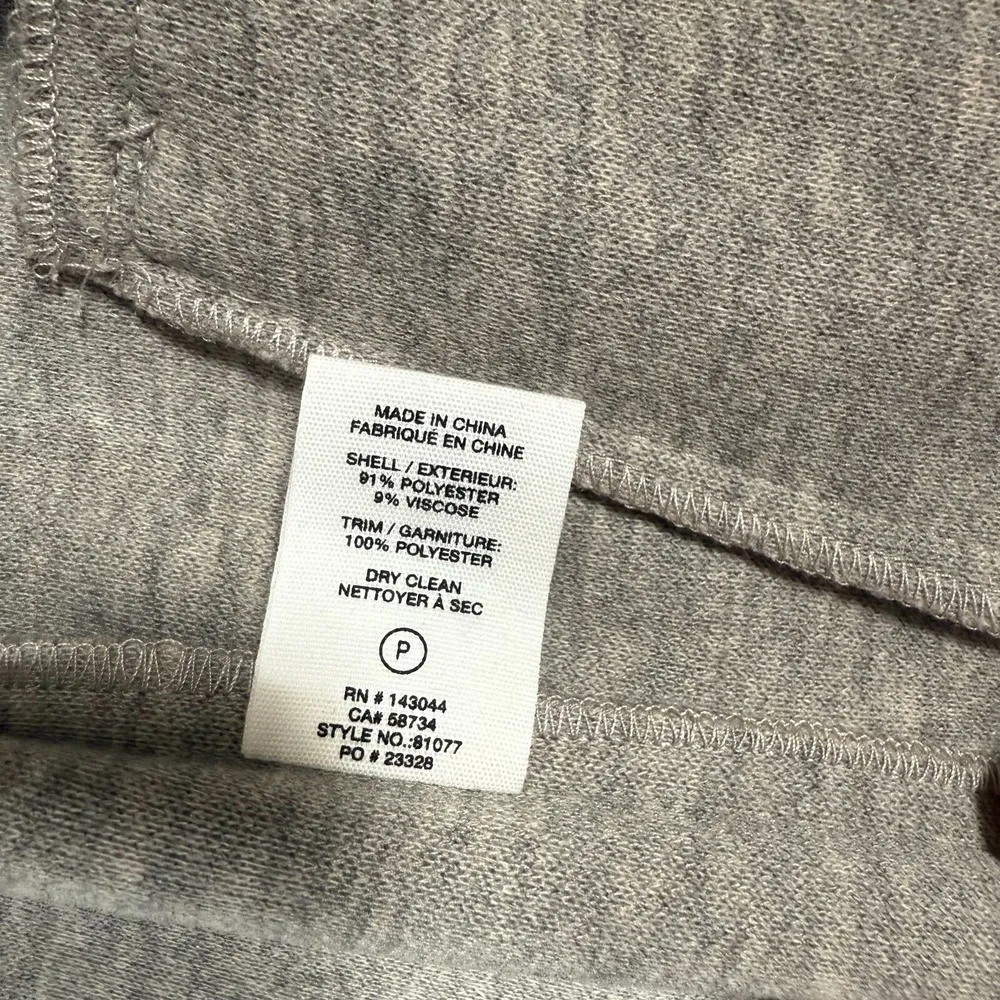 MADE IN CHINA
FABRIQUÉ EN CHINE
SHELL / EXTERIEUR:
91% POLYESTER
9% VISCOSE
TRIM / GARNITURE:
100% POLYESTER
DRY CLEAN
NETTOYER À SEC
P
RN # 143044
CA# 58734
STYLE NO.:81077
PO # 23328